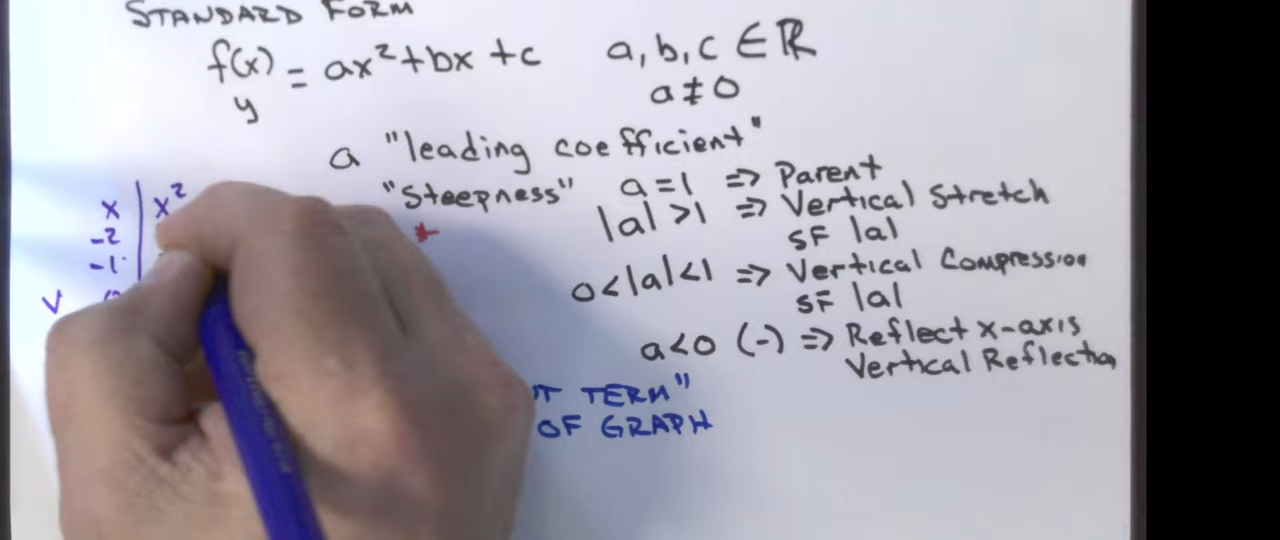 STANDARD FORM
f(x) = ax²+bx+c a, b, c ∈ ℝ
y a≠0
a "leading coefficient"
"Steepness" a=1 => Parent
|a|>1 => Vertical Stretch
SF |a|
0<|a|<1 => Vertical Compression
SF |a|
a<0 (-) => Reflect x-axis
Vertical Reflection
x x²
-2
-1
V
TERM"
OF GRAPH